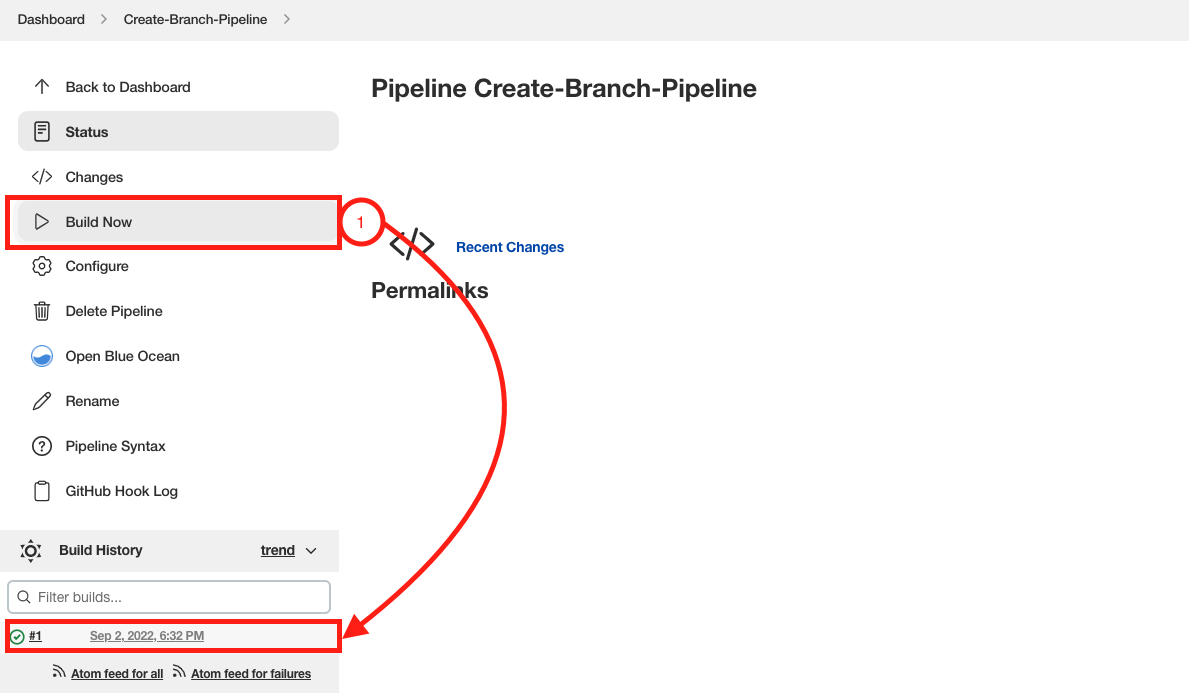 Dashboard > Create-Branch-Pipeline >
Back to Dashboard
Status
Changes
Build Now
1
Configure
Delete Pipeline
Open Blue Ocean
Rename
Pipeline Syntax
GitHub Hook Log
Build History trend
Filter builds...
#1 Sep 2, 2022, 6:32 PM
Atom feed for all Atom feed for failures
Pipeline Create-Branch-Pipeline
Recent Changes
Permalinks